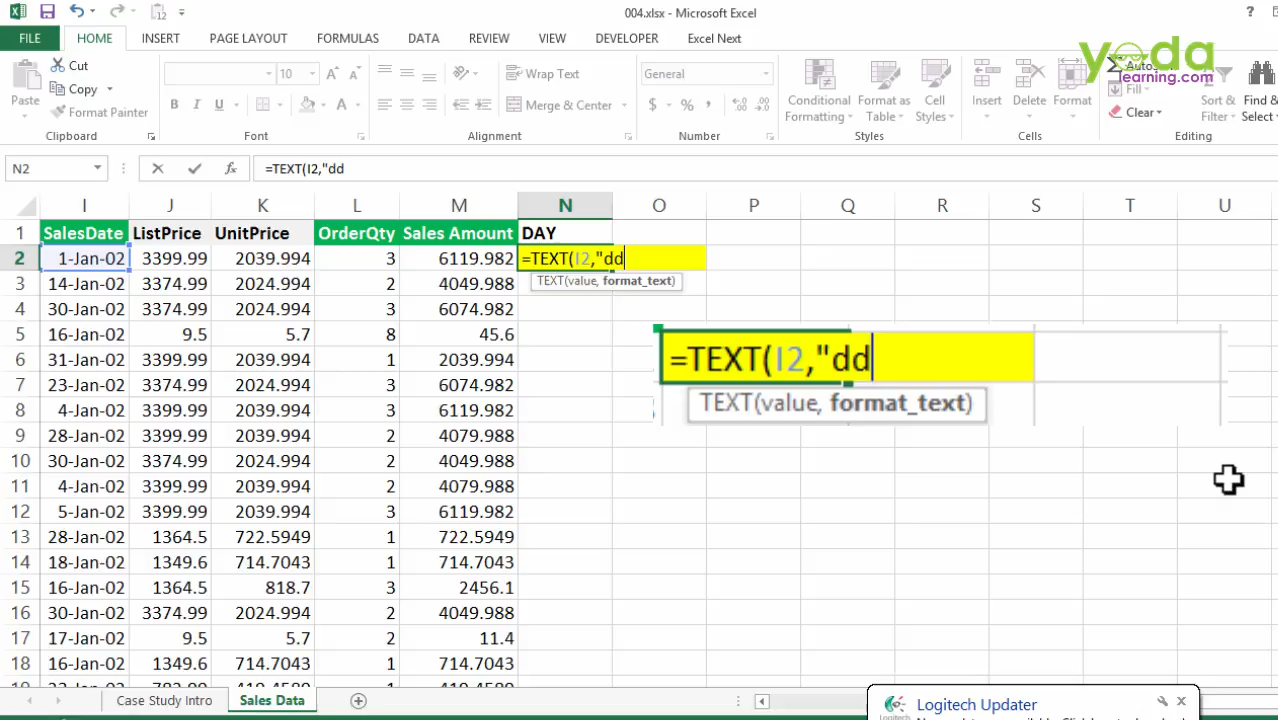 004.xlsx - Microsoft Excel
?
FILE HOME INSERT PAGE LAYOUT FORMULAS DATA REVIEW VIEW DEVELOPER Excel Next
yoda
learning.com
Paste
Cut
Copy
Format Painter
Clipboard
10
B I U
Font
Wrap Text
Merge & Center
Alignment
General
$ % ,
Number
Conditional
Formatting
Format as
Table
Cell
Styles
Styles
Insert
Delete
Format
Cells
Fill
Clear
Sort &
Filter
Find &
Select
Editing
N2 fx =TEXT(I2,"dd
I J K L M N O P Q R S T U
1 SalesDate ListPrice UnitPrice OrderQty Sales Amount DAY
2 1-Jan-02 3399.99 2039.994 3 6119.982 =TEXT(I2,"dd
TEXT(value, format_text)
3 14-Jan-02 3374.99 2024.994 2 4049.988
4 30-Jan-02 3374.99 2024.994 3 6074.982
5 16-Jan-02 9.5 5.7 8 45.6
6 31-Jan-02 3399.99 2039.994 1 2039.994
7 23-Jan-02 3374.99 2024.994 3 6074.982
8 4-Jan-02 3399.99 2039.994 3 6119.982
9 28-Jan-02 3399.99 2039.994 2 4079.988
10 30-Jan-02 3374.99 2024.994 2 4049.988
11 4-Jan-02 3399.99 2039.994 2 4079.988
12 5-Jan-02 3399.99 2039.994 3 6119.982
13 28-Jan-02 1364.5 722.5949 1 722.5949
14 18-Jan-02 1349.6 714.7043 1 714.7043
15 16-Jan-02 1364.5 818.7 3 2456.1
16 30-Jan-02 3374.99 2024.994 2 4049.988
17 17-Jan-02 9.5 5.7 2 11.4
18 16-Jan-02 1349.6 714.7043 1 714.7043
=TEXT(I2,"dd
TEXT(value, format_text)
Case Study Intro Sales Data
Logitech Updater
Logitech